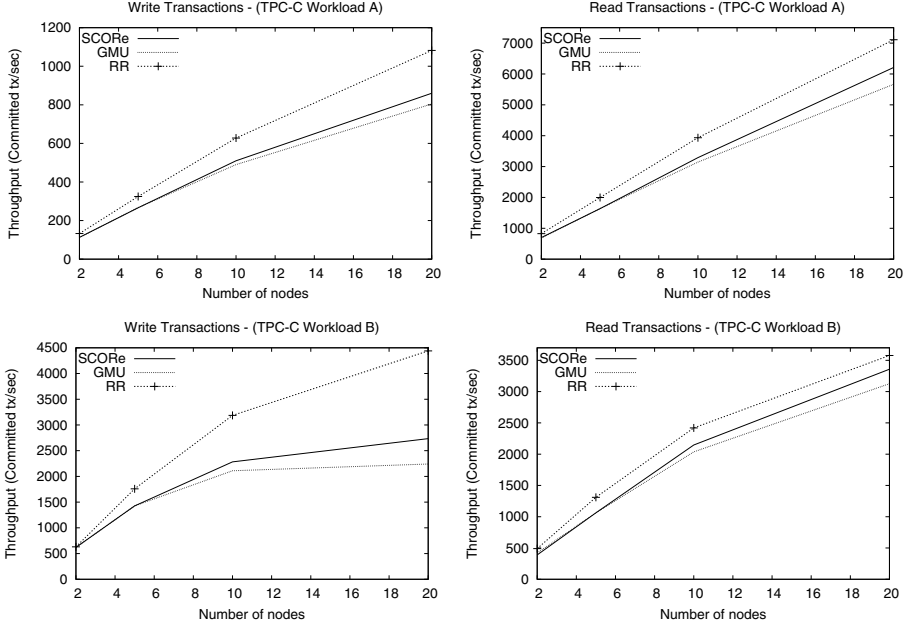 Write Transactions - (TPC-C Workload A)
SCORe
GMU
RR
Throughput (Committed tx/sec)
1200
1000
800
600
400
200
0
2 4 6 8 10 12 14 16 18 20
Number of nodes
Read Transactions - (TPC-C Workload A)
SCORe
GMU
RR
Throughput (Committed tx/sec)
7000
6000
5000
4000
3000
2000
1000
0
2 4 6 8 10 12 14 16 18 20
Number of nodes
Write Transactions - (TPC-C Workload B)
SCORe
GMU
RR
Throughput (Committed tx/sec)
4500
4000
3500
3000
2500
2000
1500
1000
500
0
2 4 6 8 10 12 14 16 18 20
Number of nodes
Read Transactions - (TPC-C Workload B)
SCORe
GMU
RR
Throughput (Committed tx/sec)
3500
3000
2500
2000
1500
1000
500
0
2 4 6 8 10 12 14 16 18 20
Number of nodes